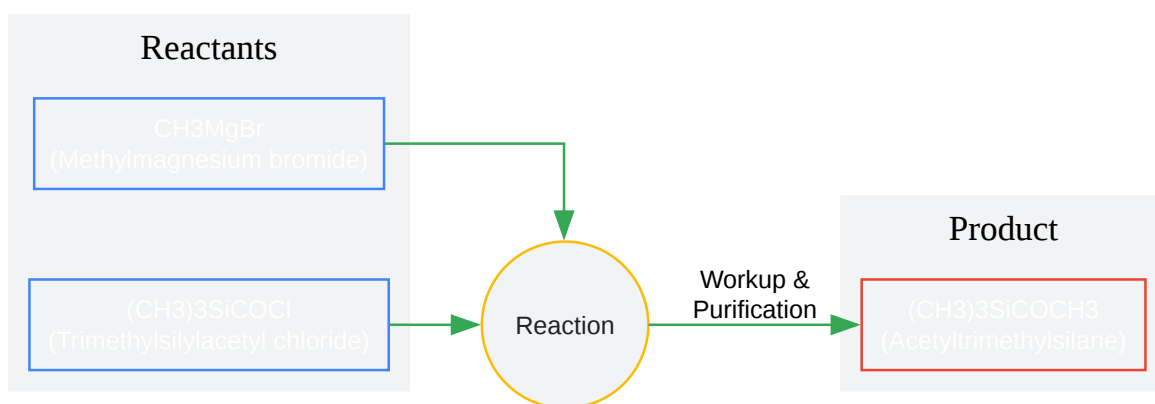 Reactants
CH3MgBr
(Methylmagnesium bromide)
(CH3)3SiCOCl
(Trimethylsilylacetyl chloride)
Reaction
Workup &
Purification
Product
(CH3)3SiCOCH3
(Acetyltrimethylsilane)